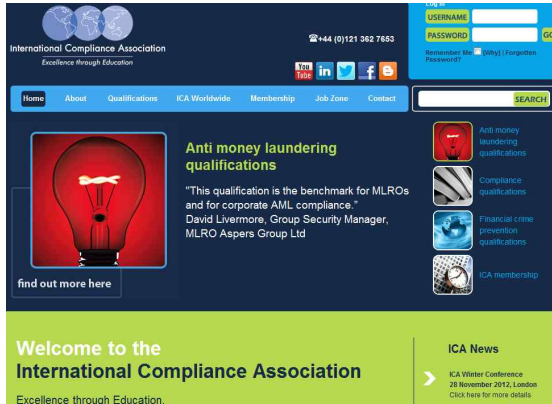 Log in
USERNAME
PASSWORD
GO
Remember Me [Why] | Forgotten
Password?
International Compliance Association
Excellence through Education
+44 (0)121 362 7653
You
Tube
in
f
Home About Qualifications ICA Worldwide Membership Job Zone Contact
SEARCH
Anti money laundering
qualifications
"This qualification is the benchmark for MLROs
and for corporate AML compliance."
David Livermore, Group Security Manager,
MLRO Aspers Group Ltd
find out more here
Anti money
laundering
qualifications
Compliance
qualifications
Financial crime
prevention
qualifications
ICA membership
Welcome to the
International Compliance Association
Excellence through Education.
ICA News
ICA Winter Conference
28 November 2012, London
Click here for more details